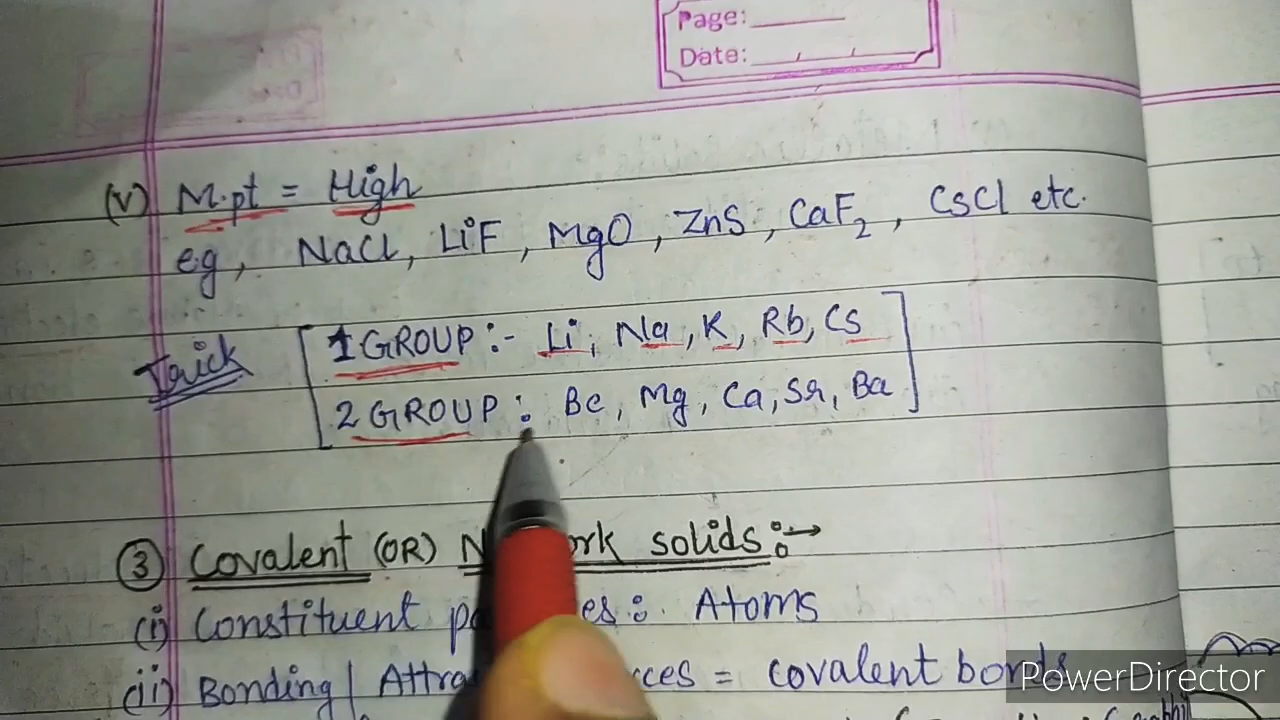 Page:
Date:
(v) M.pt = High
eg, NaCl, LiF, MgO, ZnS, CaF2, CsCl etc.
Trick
1 GROUP :- Li, Na, K, Rb, Cs
2 GROUP : Be, Mg, Ca, Sr, Ba
③ Covalent (OR) solids :→
(i) Constituent : Atoms
(ii) Bonding | = covalent bonds
PowerDirector